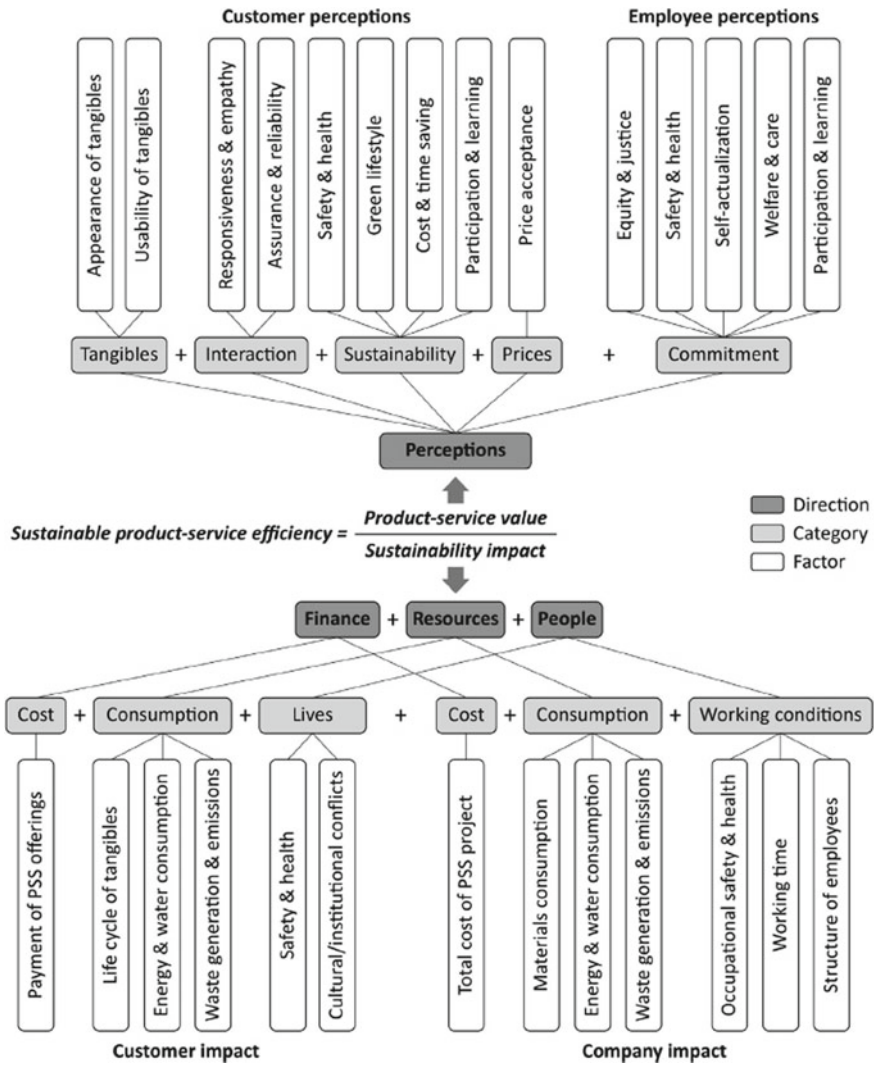 Customer perceptions
Employee perceptions
Appearance of tangibles
Usability of tangibles
Responsiveness & empathy
Assurance & reliability
Safety & health
Green lifestyle
Cost & time saving
Participation & learning
Price acceptance
Equity & justice
Safety & health
Self-actualization
Welfare & care
Participation & learning
Tangibles + Interaction + Sustainability + Prices + Commitment
Perceptions
Sustainable product-service efficiency =
Product-service value
Sustainability impact
Direction
Category
Factor
Finance + Resources + People
Cost + Consumption + Lives + Cost + Consumption + Working conditions
Payment of PSS offerings
Life cycle of tangibles
Energy & water consumption
Waste generation & emissions
Safety & health
Cultural/institutional conflicts
Total cost of PSS project
Materials consumption
Energy & water consumption
Waste generation & emissions
Occupational safety & health
Working time
Structure of employees
Customer impact
Company impact